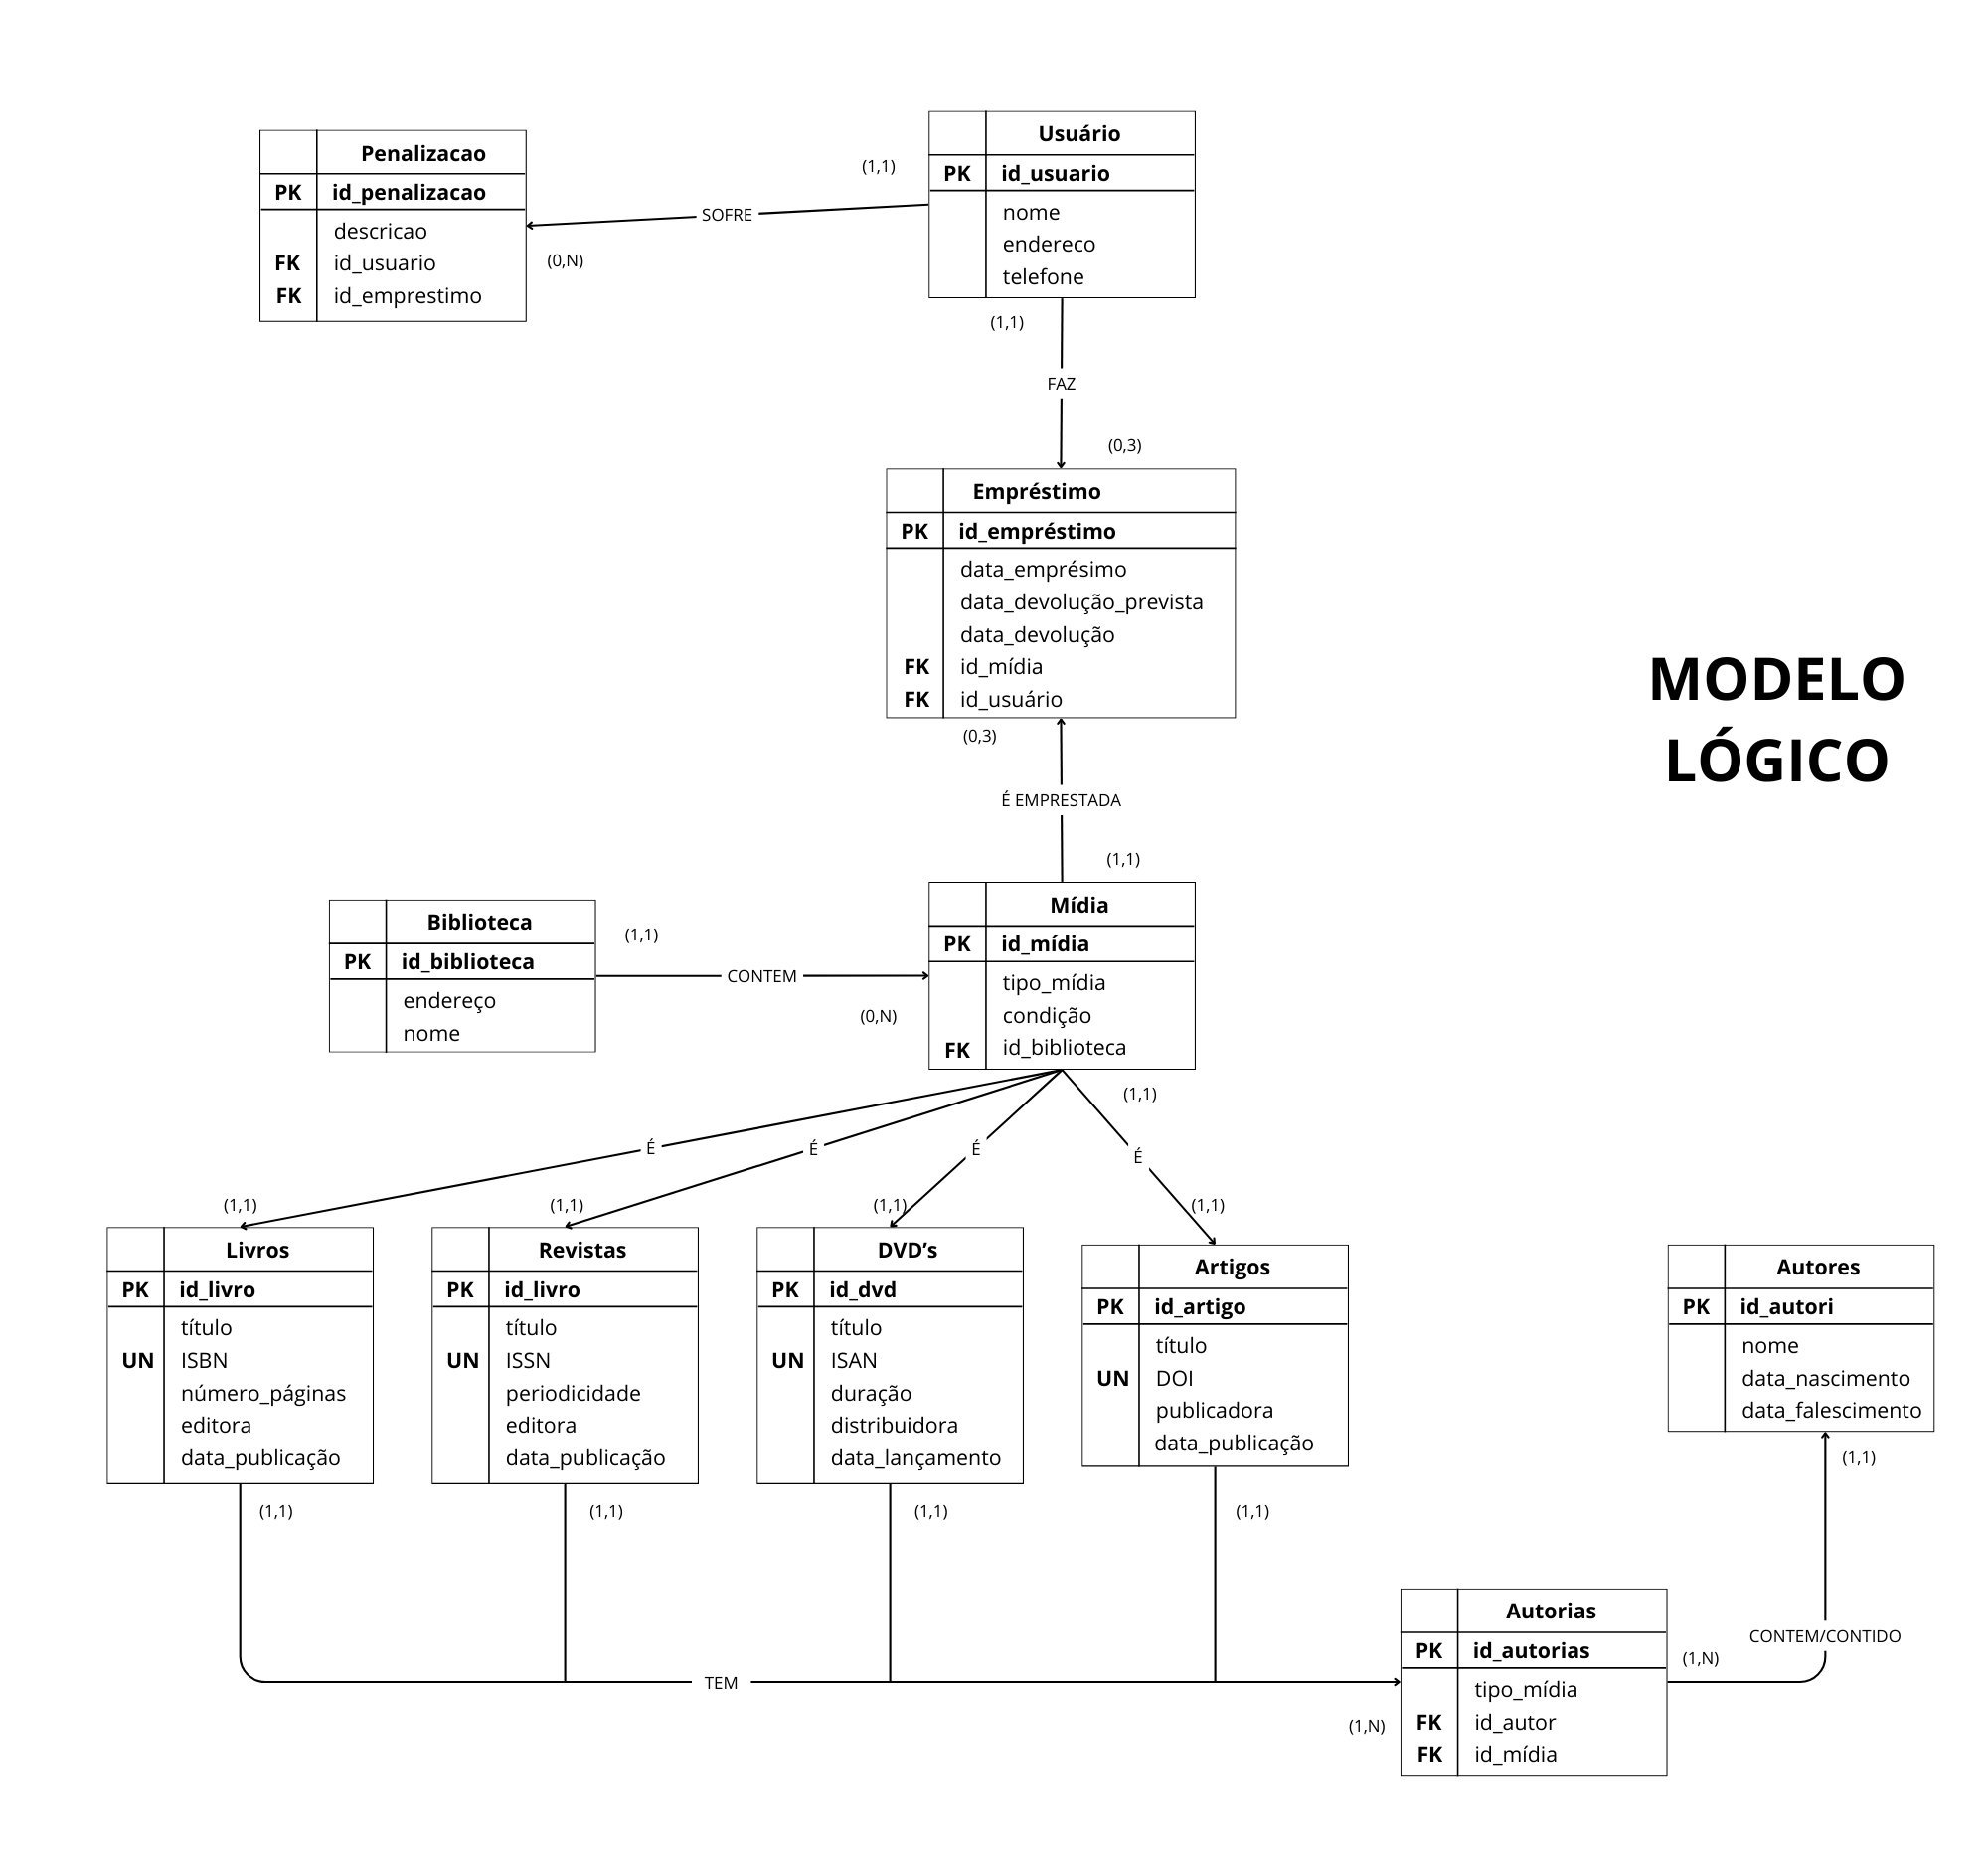 Penalizacao
PK id_penalizacao
descricao
FK id_usuario
FK id_emprestimo
(0,N)
SOFRE
(1,1)
Usuário
PK id_usuario
nome
endereco
telefone
(1,1)
FAZ
(0,3)
Empréstimo
PK id_empréstimo
data_emprésimo
data_devolução_prevista
data_devolução
FK id_mídia
FK id_usuário
(0,3)
É EMPRESTADA
(1,1)
MODELO
LÓGICO
Biblioteca
PK id_biblioteca
endereço
nome
(1,1)
CONTEM
(0,N)
Mídia
PK id_mídia
tipo_mídia
condição
FK id_biblioteca
(1,1)
É
É
É
É
(1,1)
(1,1)
(1,1)
(1,1)
Livros
PK id_livro
título
UN ISBN
número_páginas
editora
data_publicação
(1,1)
Revistas
PK id_livro
título
UN ISSN
periodicidade
editora
data_publicação
(1,1)
DVD’s
PK id_dvd
título
UN ISAN
duração
distribuidora
data_lançamento
(1,1)
Artigos
PK id_artigo
título
UN DOI
publicadora
data_publicação
(1,1)
Autores
PK id_autori
nome
data_nascimento
data_falescimento
(1,1)
CONTEM/CONTIDO
(1,N)
TEM
(1,N)
Autorias
PK id_autorias
tipo_mídia
FK id_autor
FK id_mídia